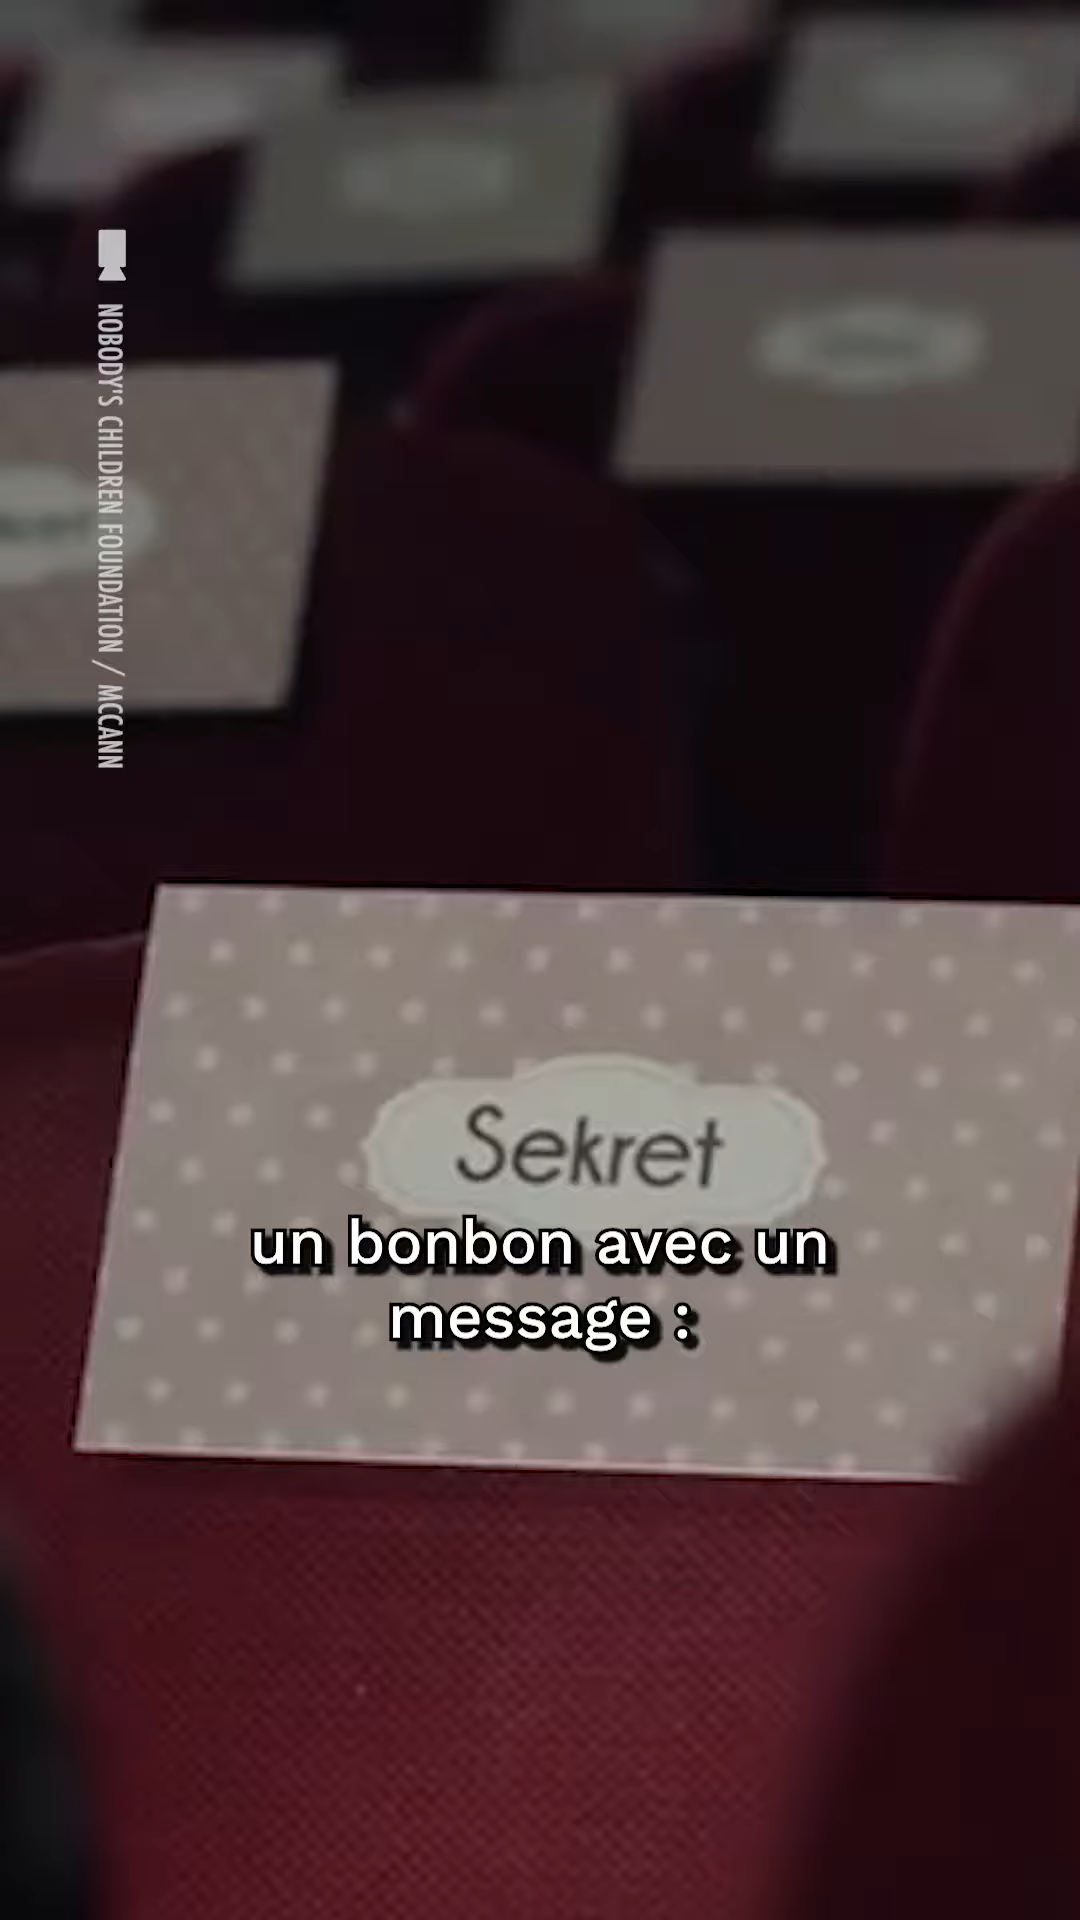 NOBODY'S CHILDREN FOUNDATION / MCCANN
Sekret
un bonbon avec un
message :